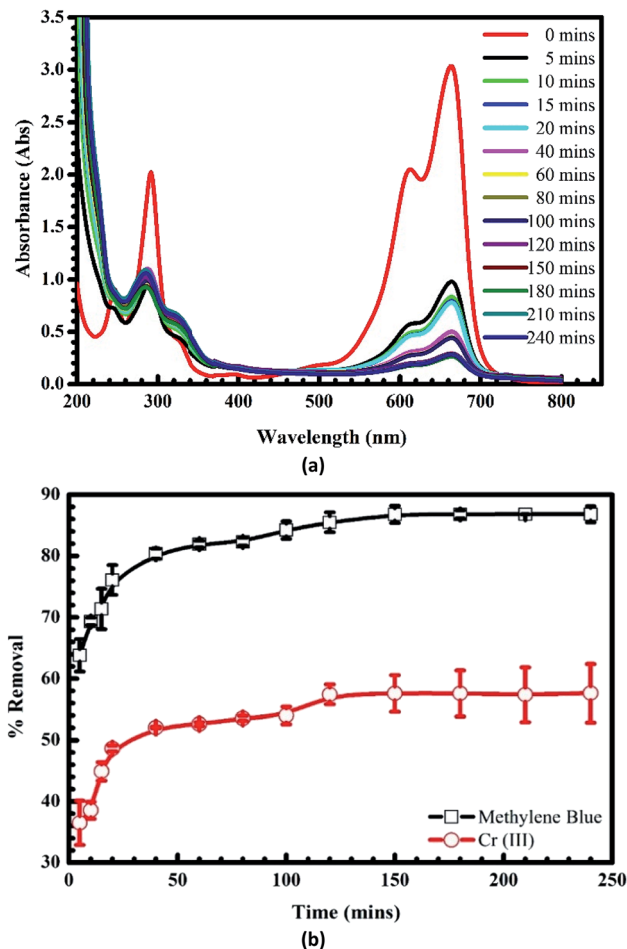 3.5
3.0
2.5
2.0
1.5
1.0
0.5
0.0
Absorbance (Abs)
0 mins
5 mins
10 mins
15 mins
20 mins
40 mins
60 mins
80 mins
100 mins
120 mins
150 mins
180 mins
210 mins
240 mins
200 300 400 500 600 700 800
Wavelength (nm)
(a)
90
80
70
60
50
40
30
% Removal
Methylene Blue
Cr (III)
0 50 100 150 200 250
Time (mins)
(b)